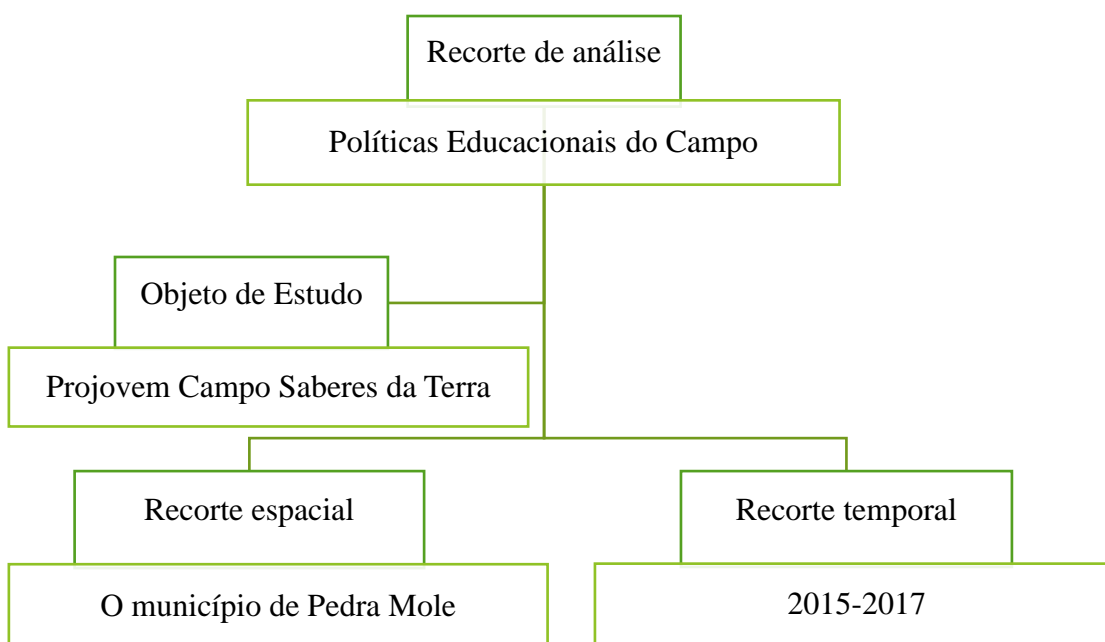 Recorte de análise
Políticas Educacionais do Campo
Objeto de Estudo
Projovem Campo Saberes da Terra
Recorte espacial
O município de Pedra Mole
Recorte temporal
2015-2017